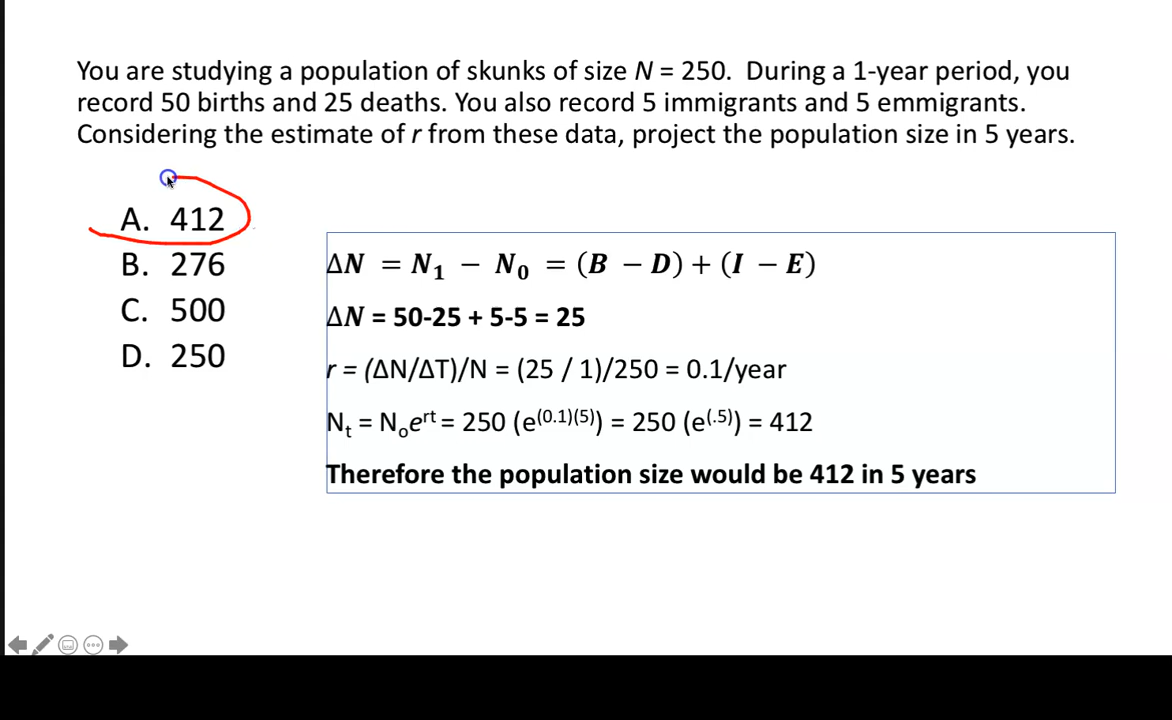 You are studying a population of skunks of size N = 250. During a 1-year period, you
record 50 births and 25 deaths. You also record 5 immigrants and 5 emmigrants.
Considering the estimate of r from these data, project the population size in 5 years.
A. 412
B. 276
C. 500
D. 250
ΔN = N₁ − N₀ = (B − D) + (I − E)
ΔN = 50-25 + 5-5 = 25
r = (ΔN/ΔT)/N = (25 / 1)/250 = 0.1/year
Nₜ = Nₒeʳᵗ = 250 (e⁽⁰·¹⁾⁽⁵⁾) = 250 (e⁽·⁵⁾) = 412
Therefore the population size would be 412 in 5 years